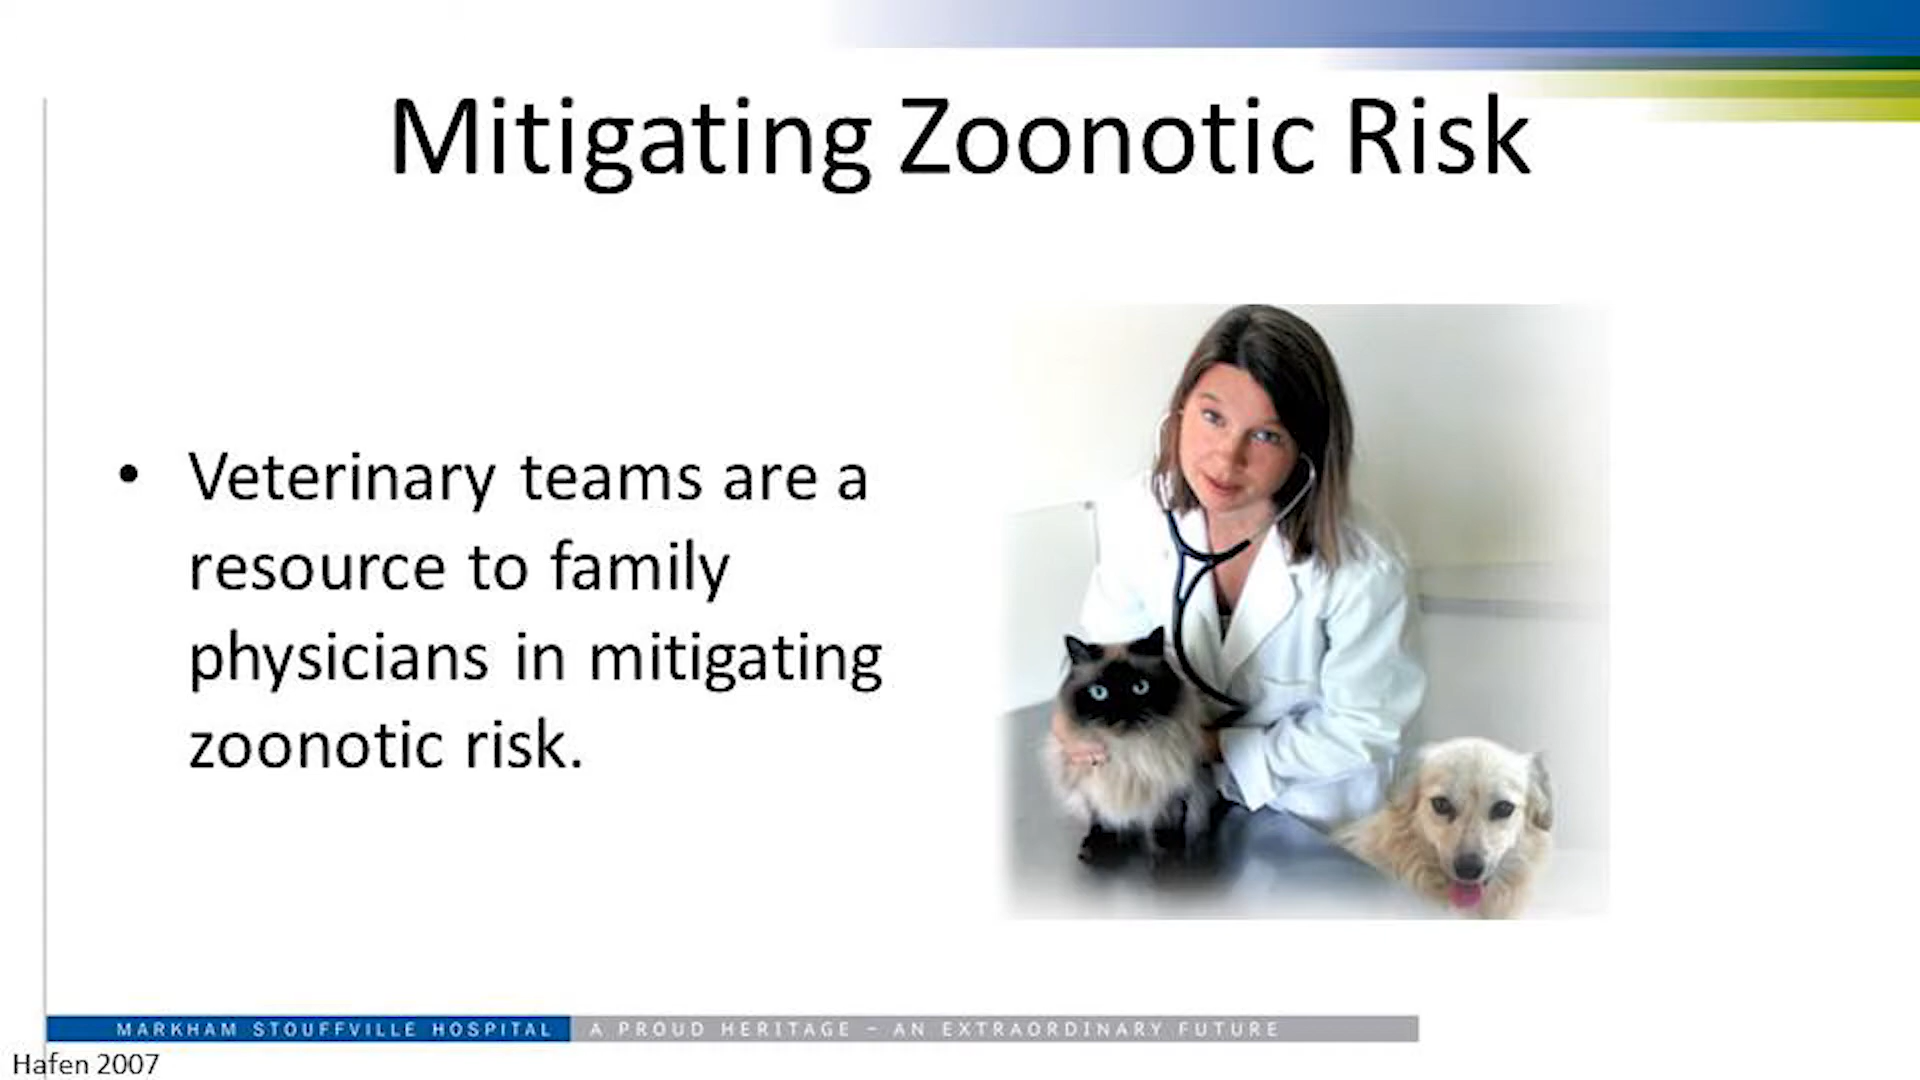 Mitigating Zoonotic Risk
• Veterinary teams are a
resource to family
physicians in mitigating
zoonotic risk.
MARKHAM STOUFFVILLE HOSPITAL A PROUD HERITAGE – AN EXTRAORDINARY FUTURE
Hafen 2007